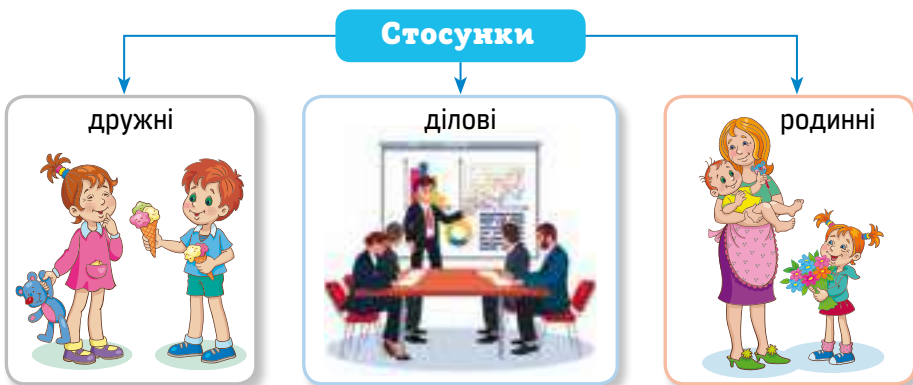 Стосунки
дружні
ділові
родинні